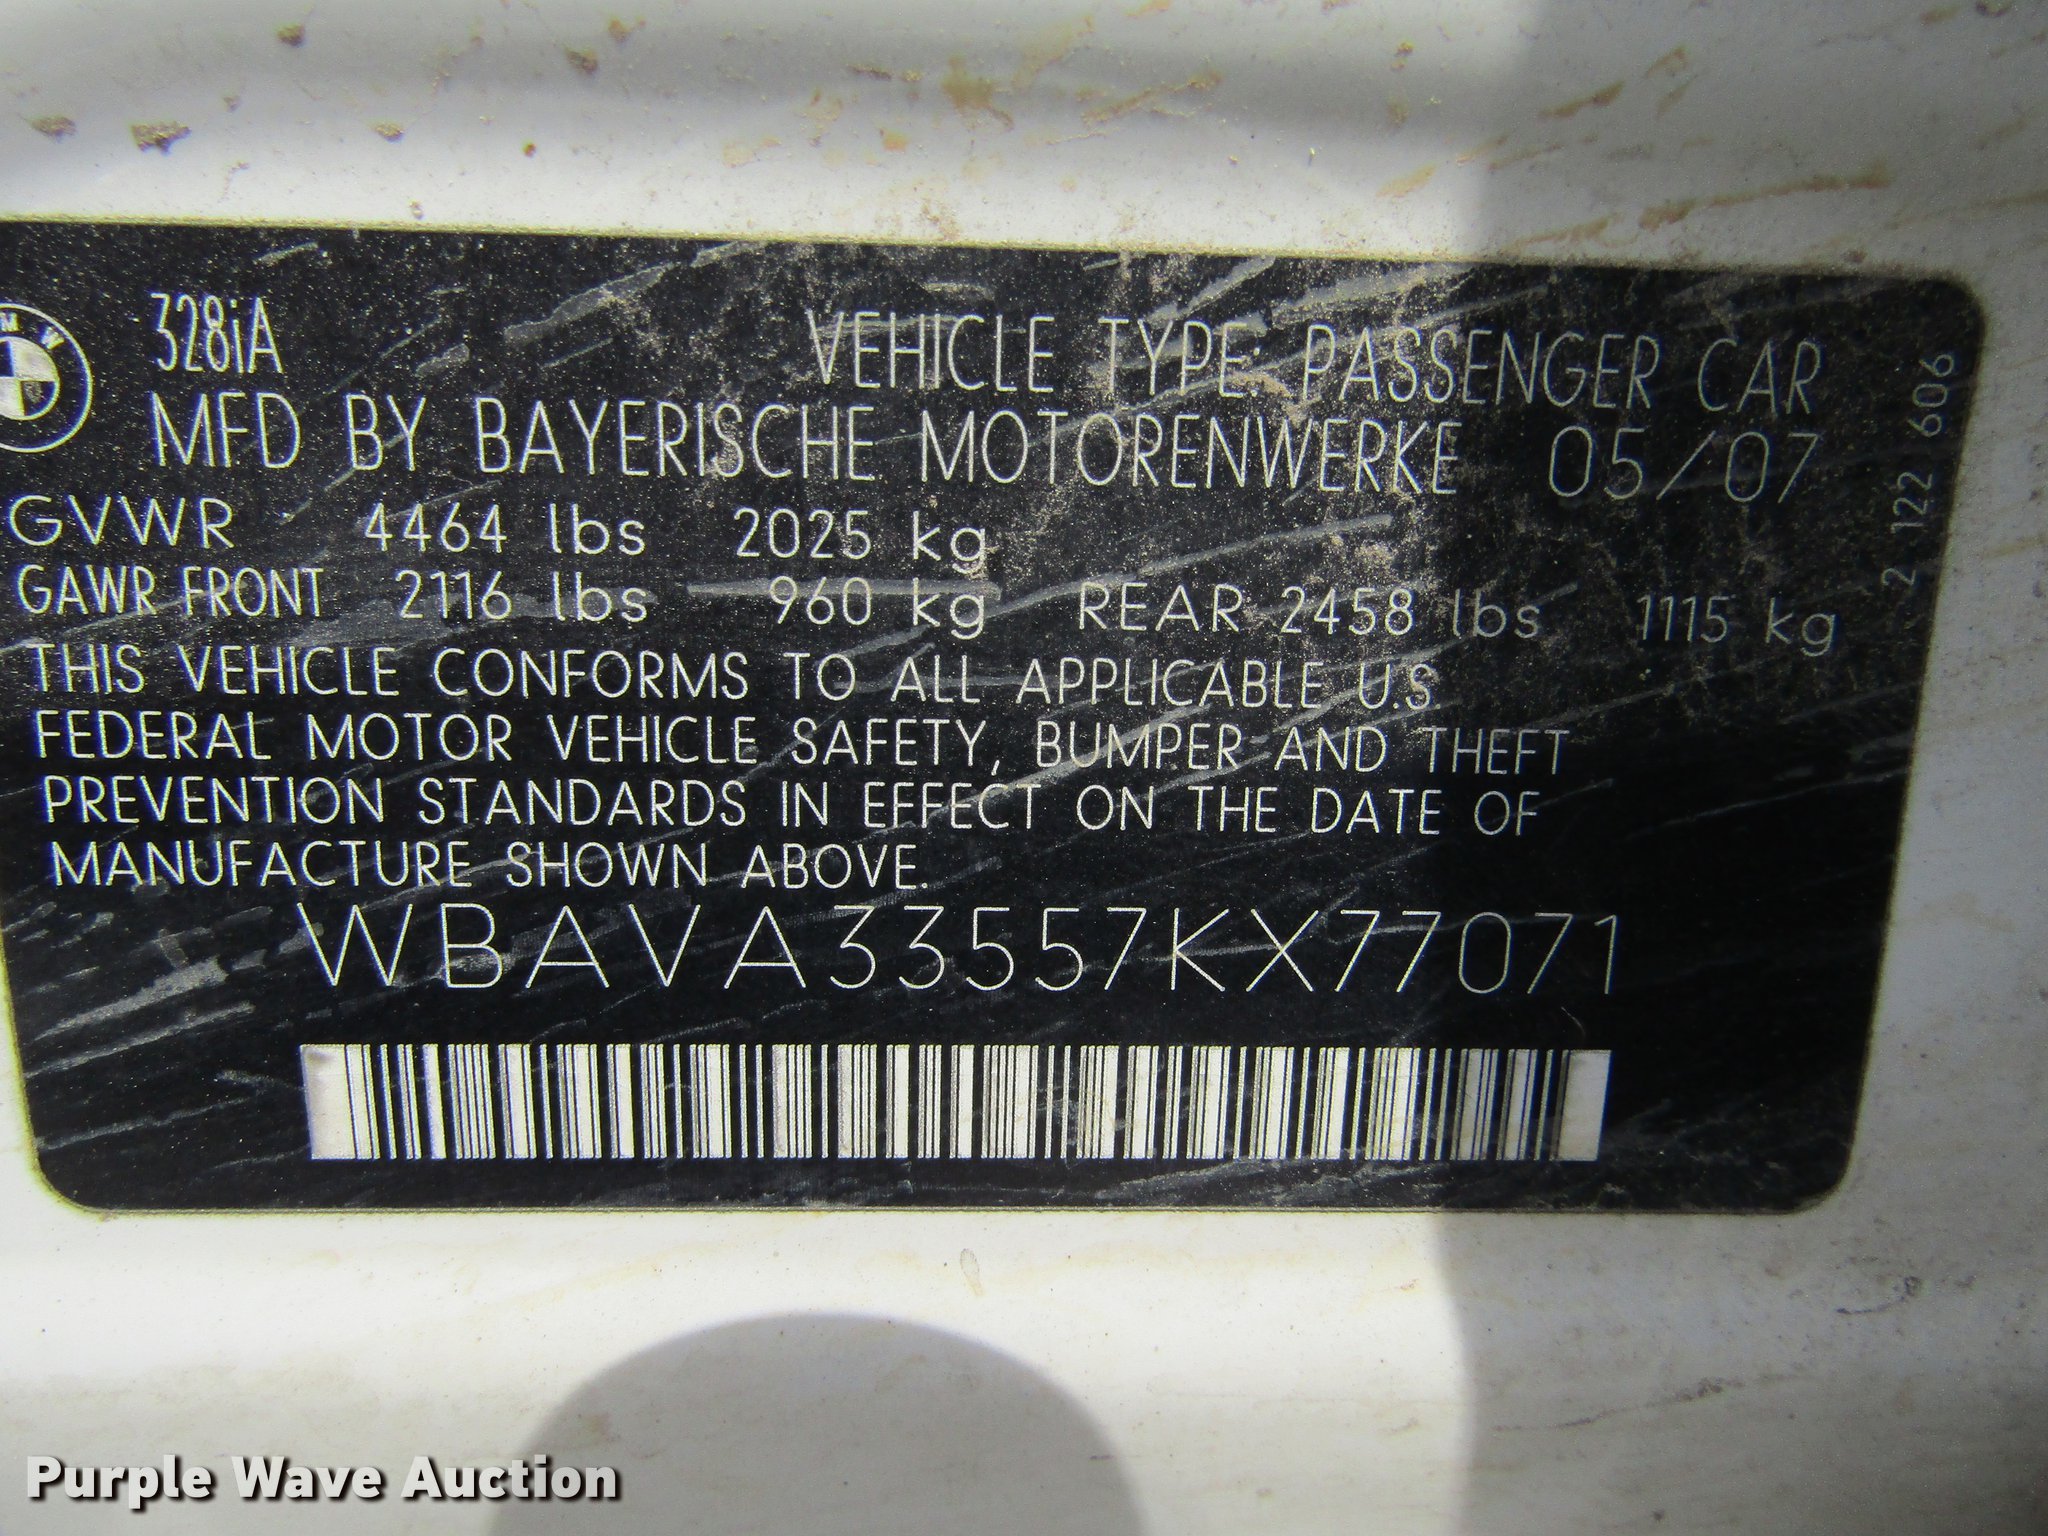 BMW
328iA VEHICLE TYPE: PASSENGER CAR
MFD BY BAYERISCHE MOTORENWERKE 05/07
GVWR 4464 lbs 2025 kg
GAWR FRONT 2116 lbs 960 kg REAR 2458 lbs 1115 kg
THIS VEHICLE CONFORMS TO ALL APPLICABLE U.S.
FEDERAL MOTOR VEHICLE SAFETY, BUMPER AND THEFT
PREVENTION STANDARDS IN EFFECT ON THE DATE OF
MANUFACTURE SHOWN ABOVE.
WBAVA33557KX77071
2 122 606
Purple Wave Auction